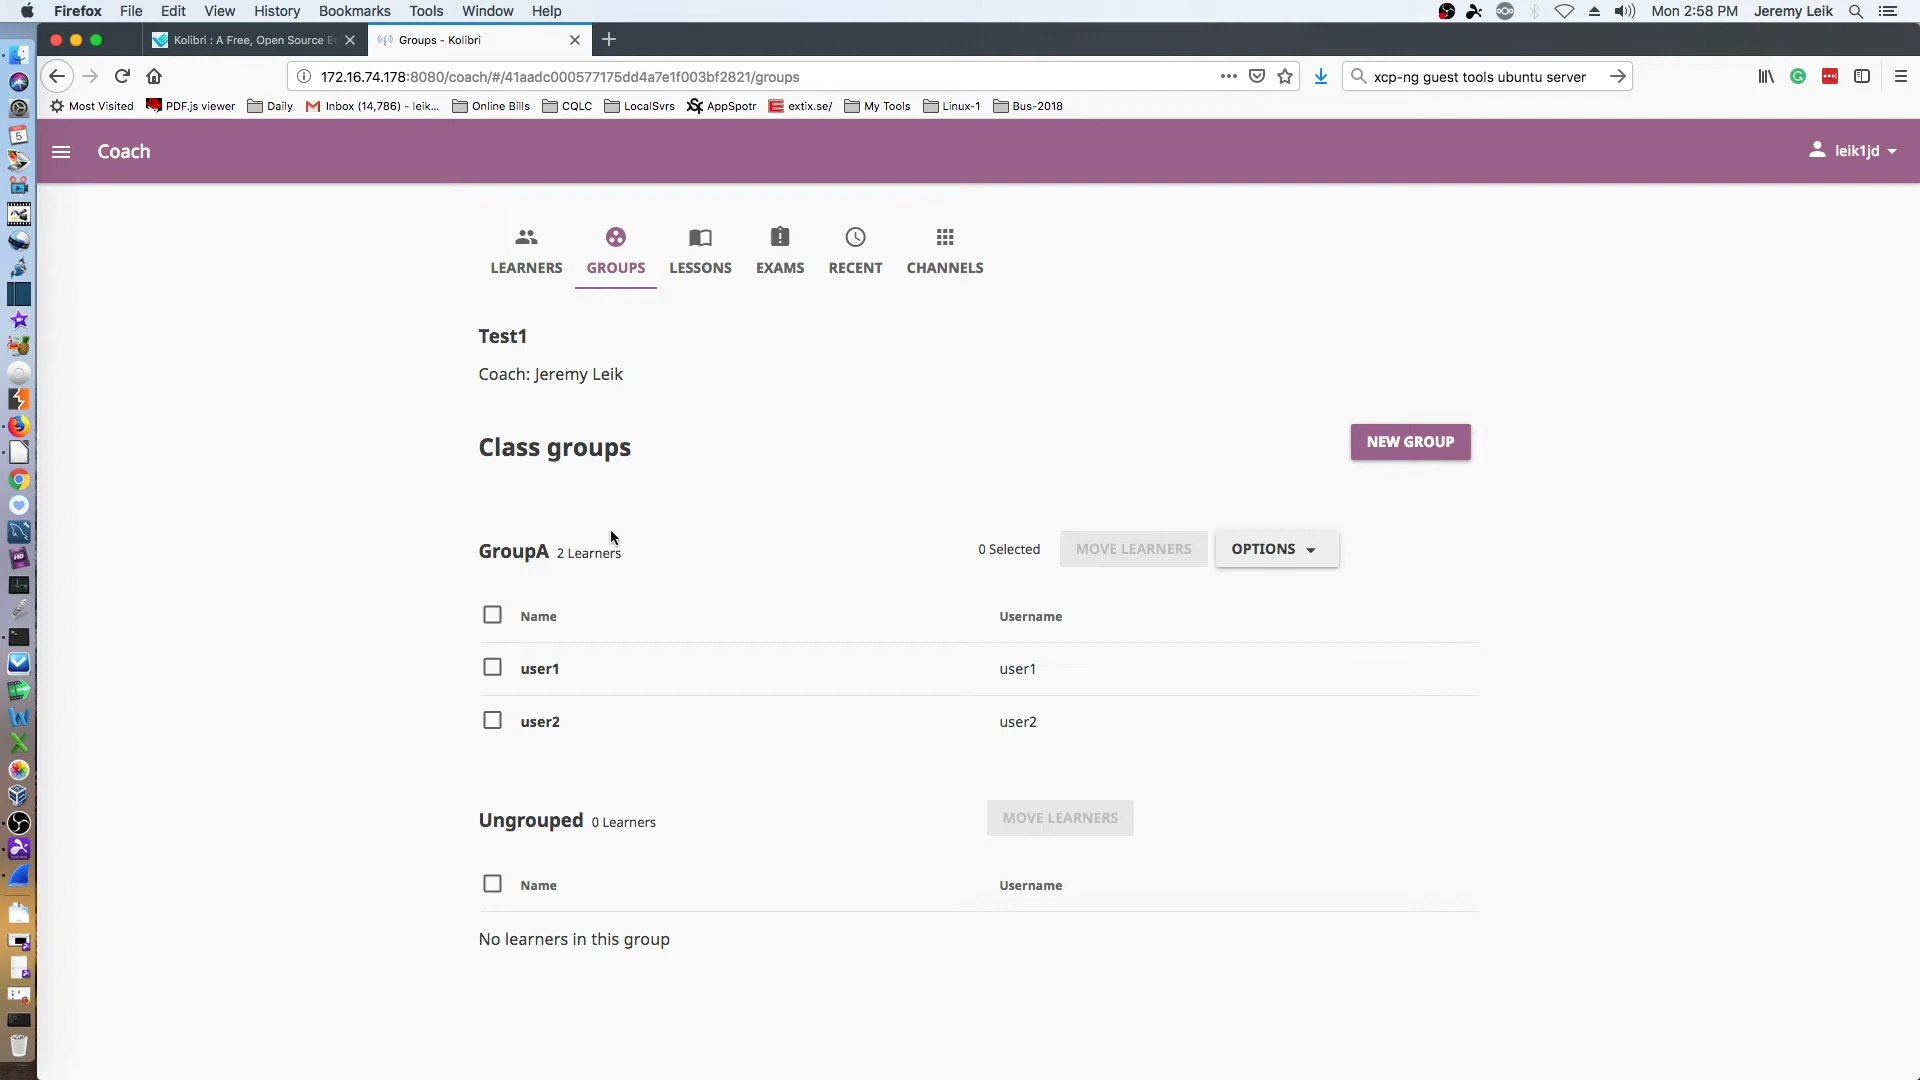 Firefox File Edit View History Bookmarks Tools Window Help Mon 2:58 PM Jeremy Leik
Kolibri : A Free, Open Source E Groups - Kolibri
172.16.74.178:8080/coach/#/41aadc000577175dd4a7e1f003bf2821/groups xcp-ng guest tools ubuntu server
Most Visited PDF.js viewer Daily Inbox (14,786) - leik... Online Bills CQLC LocalSvrs AppSpotr extix.se/ My Tools Linux-1 Bus-2018
Coach leik1jd
LEARNERS GROUPS LESSONS EXAMS RECENT CHANNELS
Test1
Coach: Jeremy Leik
Class groups NEW GROUP
GroupA 2 Learners 0 Selected MOVE LEARNERS OPTIONS
Name Username
user1 user1
user2 user2
Ungrouped 0 Learners MOVE LEARNERS
Name Username
No learners in this group